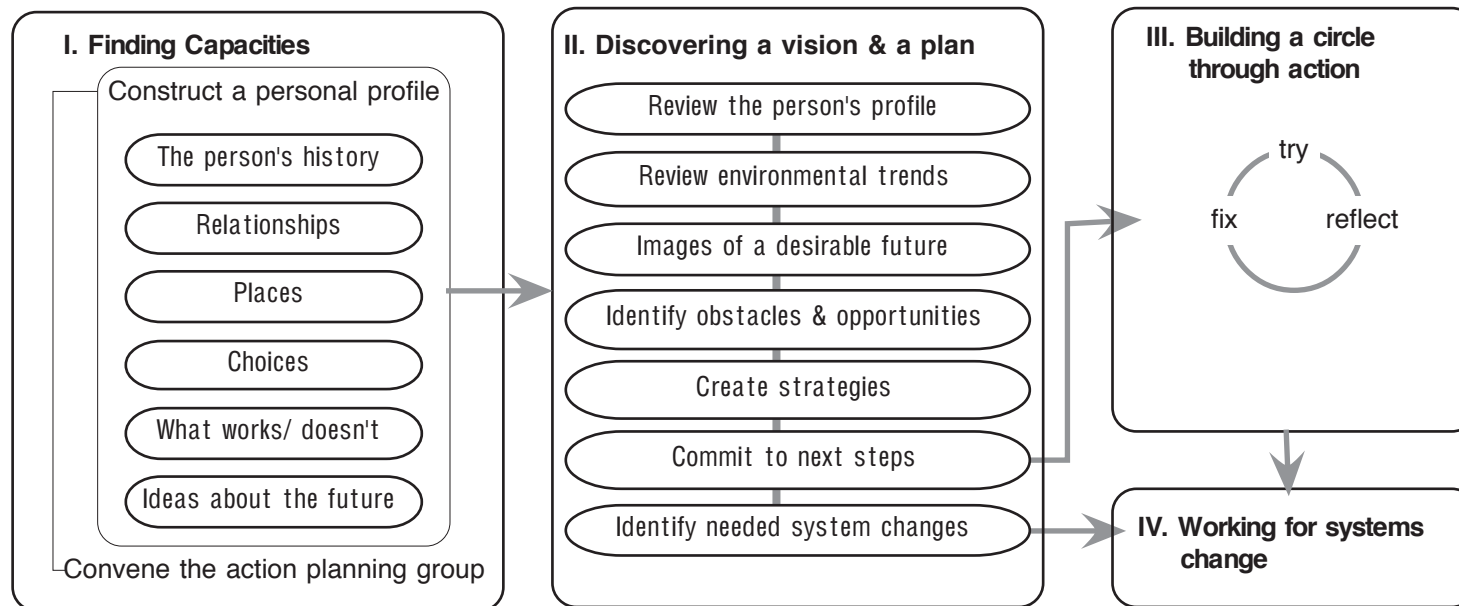 I. Finding Capacities
Construct a personal profile
The person's history
Relationships
Places
Choices
What works/ doesn't
Ideas about the future
Convene the action planning group
II. Discovering a vision & a plan
Review the person's profile
Review environmental trends
Images of a desirable future
Identify obstacles & opportunities
Create strategies
Commit to next steps
Identify needed system changes
III. Building a circle
through action
try
fix
reflect
IV. Working for systems
change